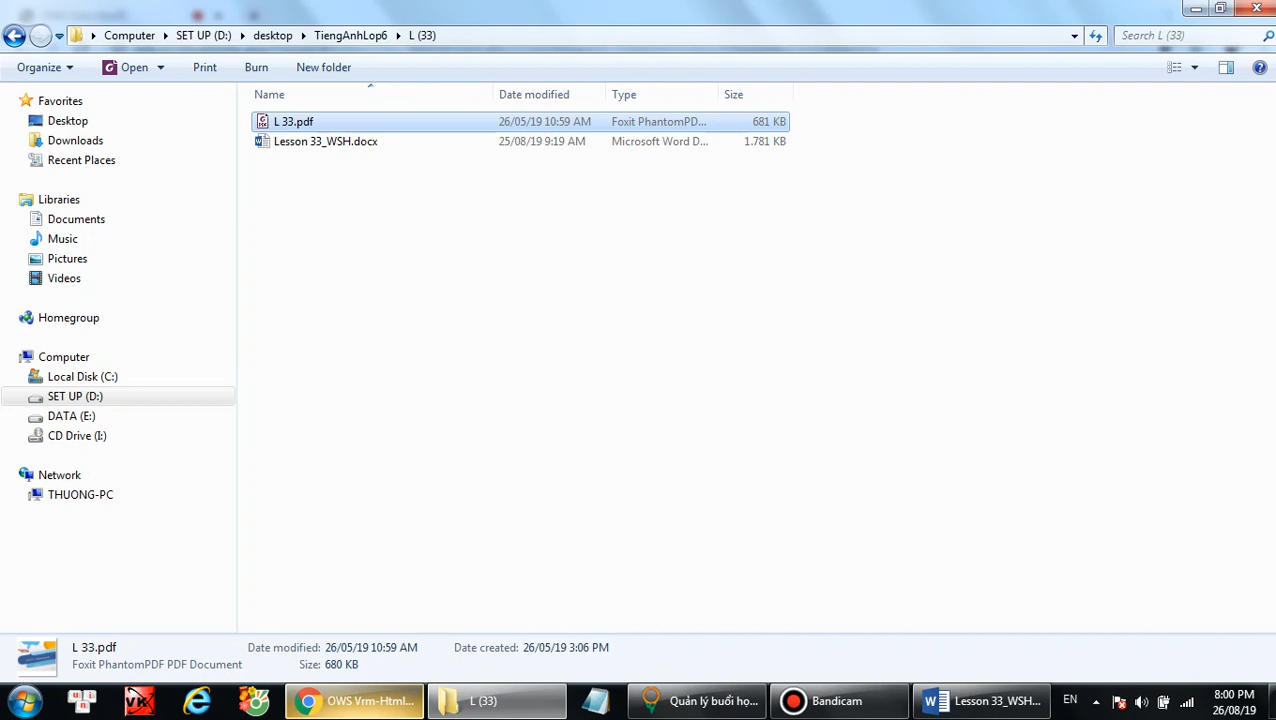 Computer SET UP (D:) desktop TiengAnhLop6 L (33)
Search L (33)
Organize Open Print Burn New folder
Name Date modified Type Size
L 33.pdf 26/05/19 10:59 AM Foxit PhantomPD... 681 KB
Lesson 33_WSH.docx 25/08/19 9:19 AM Microsoft Word D... 1.781 KB
Favorites
Desktop
Downloads
Recent Places
Libraries
Documents
Music
Pictures
Videos
Homegroup
Computer
Local Disk (C:)
SET UP (D:)
DATA (E:)
CD Drive (I:)
Network
THUONG-PC
L 33.pdf Date modified: 26/05/19 10:59 AM Date created: 26/05/19 3:06 PM
Foxit PhantomPDF PDF Document Size: 680 KB
OWS Vrm-Html... L (33) Quản lý buổi họ... Bandicam Lesson 33_WSH... EN 8:00 PM
26/08/19